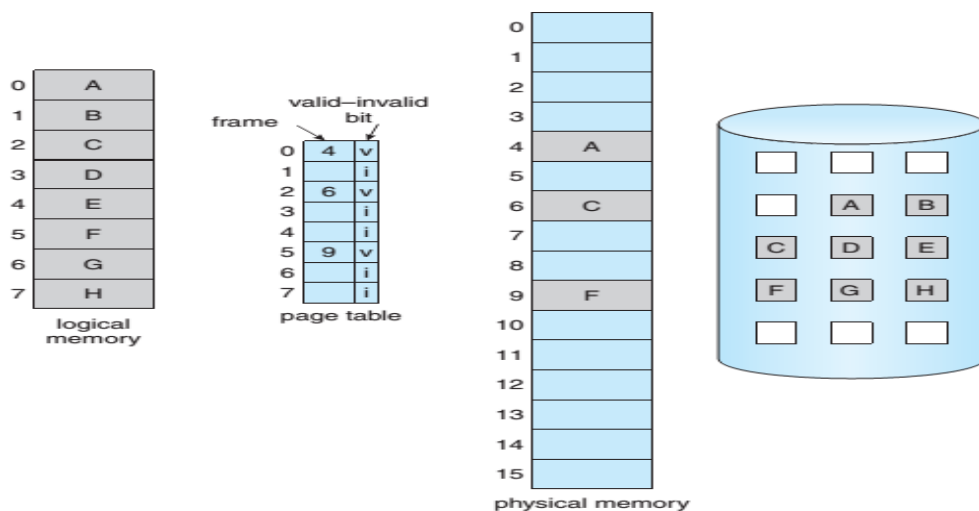 0 A
1 B
2 C
3 D
4 E
5 F
6 G
7 H
logical
memory
valid–invalid
bit
frame
0 4 v
1 i
2 6 v
3 i
4 i
5 9 v
6 i
7 i
page table
0
1
2
3
4 A
5
6 C
7
8
9 F
10
11
12
13
14
15
physical memory
A B
C D E
F G H